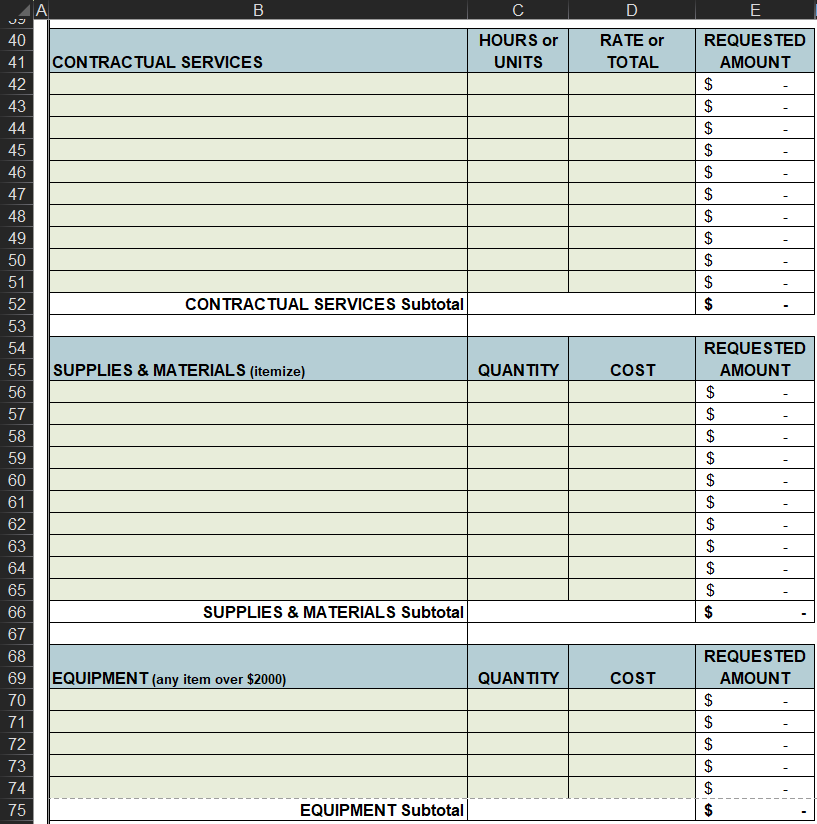 A B C D E
39
40 HOURS or RATE or REQUESTED
41 CONTRACTUAL SERVICES UNITS TOTAL AMOUNT
42 $ -
43 $ -
44 $ -
45 $ -
46 $ -
47 $ -
48 $ -
49 $ -
50 $ -
51 $ -
52 CONTRACTUAL SERVICES Subtotal $ -
53
54 REQUESTED
55 SUPPLIES & MATERIALS (itemize) QUANTITY COST AMOUNT
56 $ -
57 $ -
58 $ -
59 $ -
60 $ -
61 $ -
62 $ -
63 $ -
64 $ -
65 $ -
66 SUPPLIES & MATERIALS Subtotal $ -
67
68 REQUESTED
69 EQUIPMENT (any item over $2000) QUANTITY COST AMOUNT
70 $ -
71 $ -
72 $ -
73 $ -
74 $ -
75 EQUIPMENT Subtotal $ -